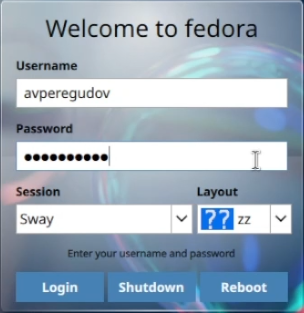 Welcome to fedora
Username
avperegudov
Password
●●●●●●●●●●
Session Layout
Sway ?? zz
Enter your username and password
Login Shutdown Reboot